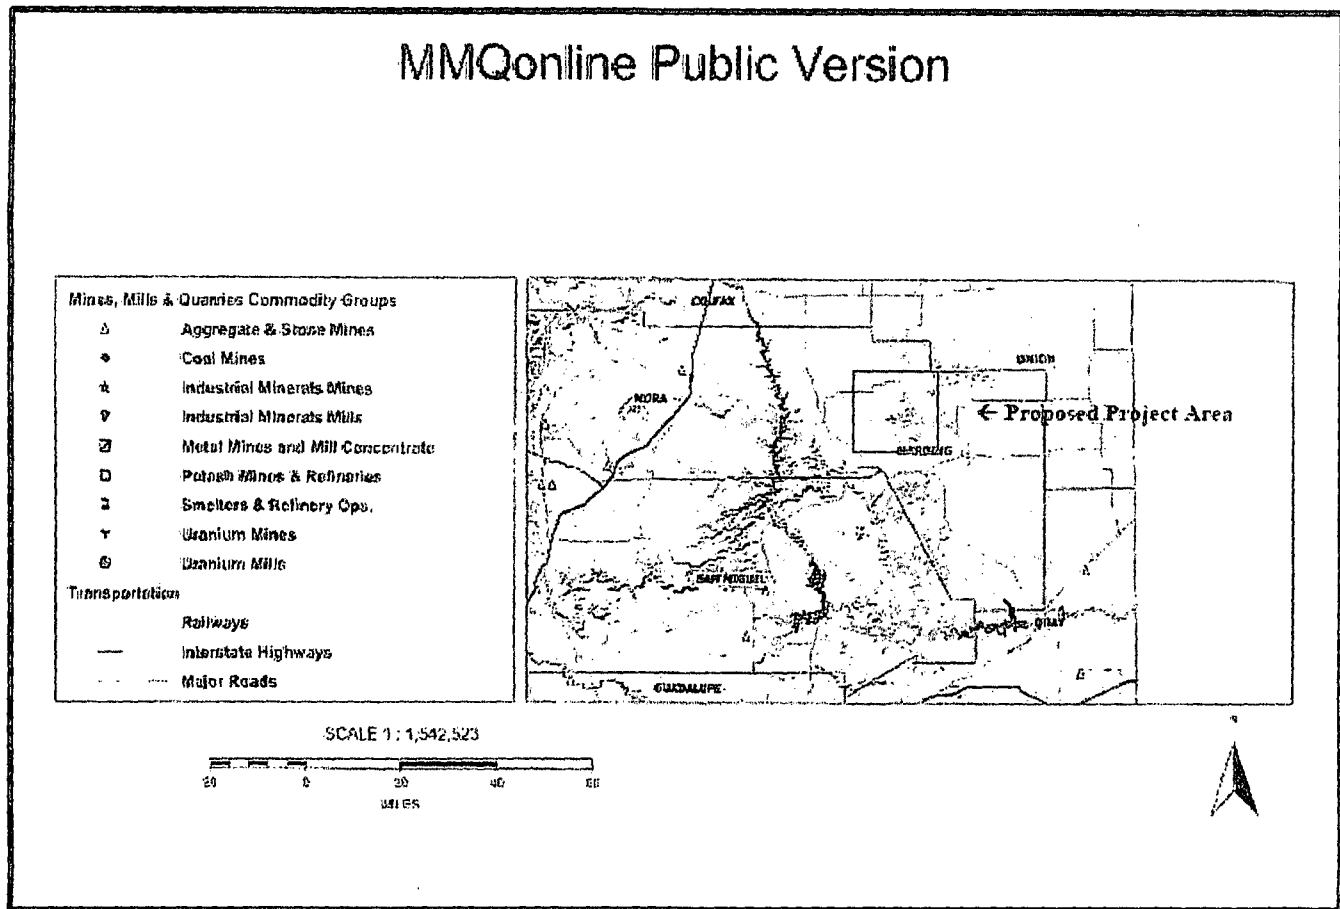 MMQonline Public Version
Mines, Mills & Quarries Commodity Groups
Aggregate & Stone Mines
Coal Mines
Industrial Minerals Mines
Industrial Minerals Mills
Metal Mines and Mill Concentrate
Potash Mines & Refineries
Smelters & Refinery Ops.
Uranium Mines
Uranium Mills
Transportation
Railways
Interstate Highways
Major Roads
COLFAX
UNION
MORA
← Proposed Project Area
HARDING
SAN MIGUEL
QUAY
GUADALUPE
SCALE 1 : 1,542,523
20 0 20 40 60
MILES
N